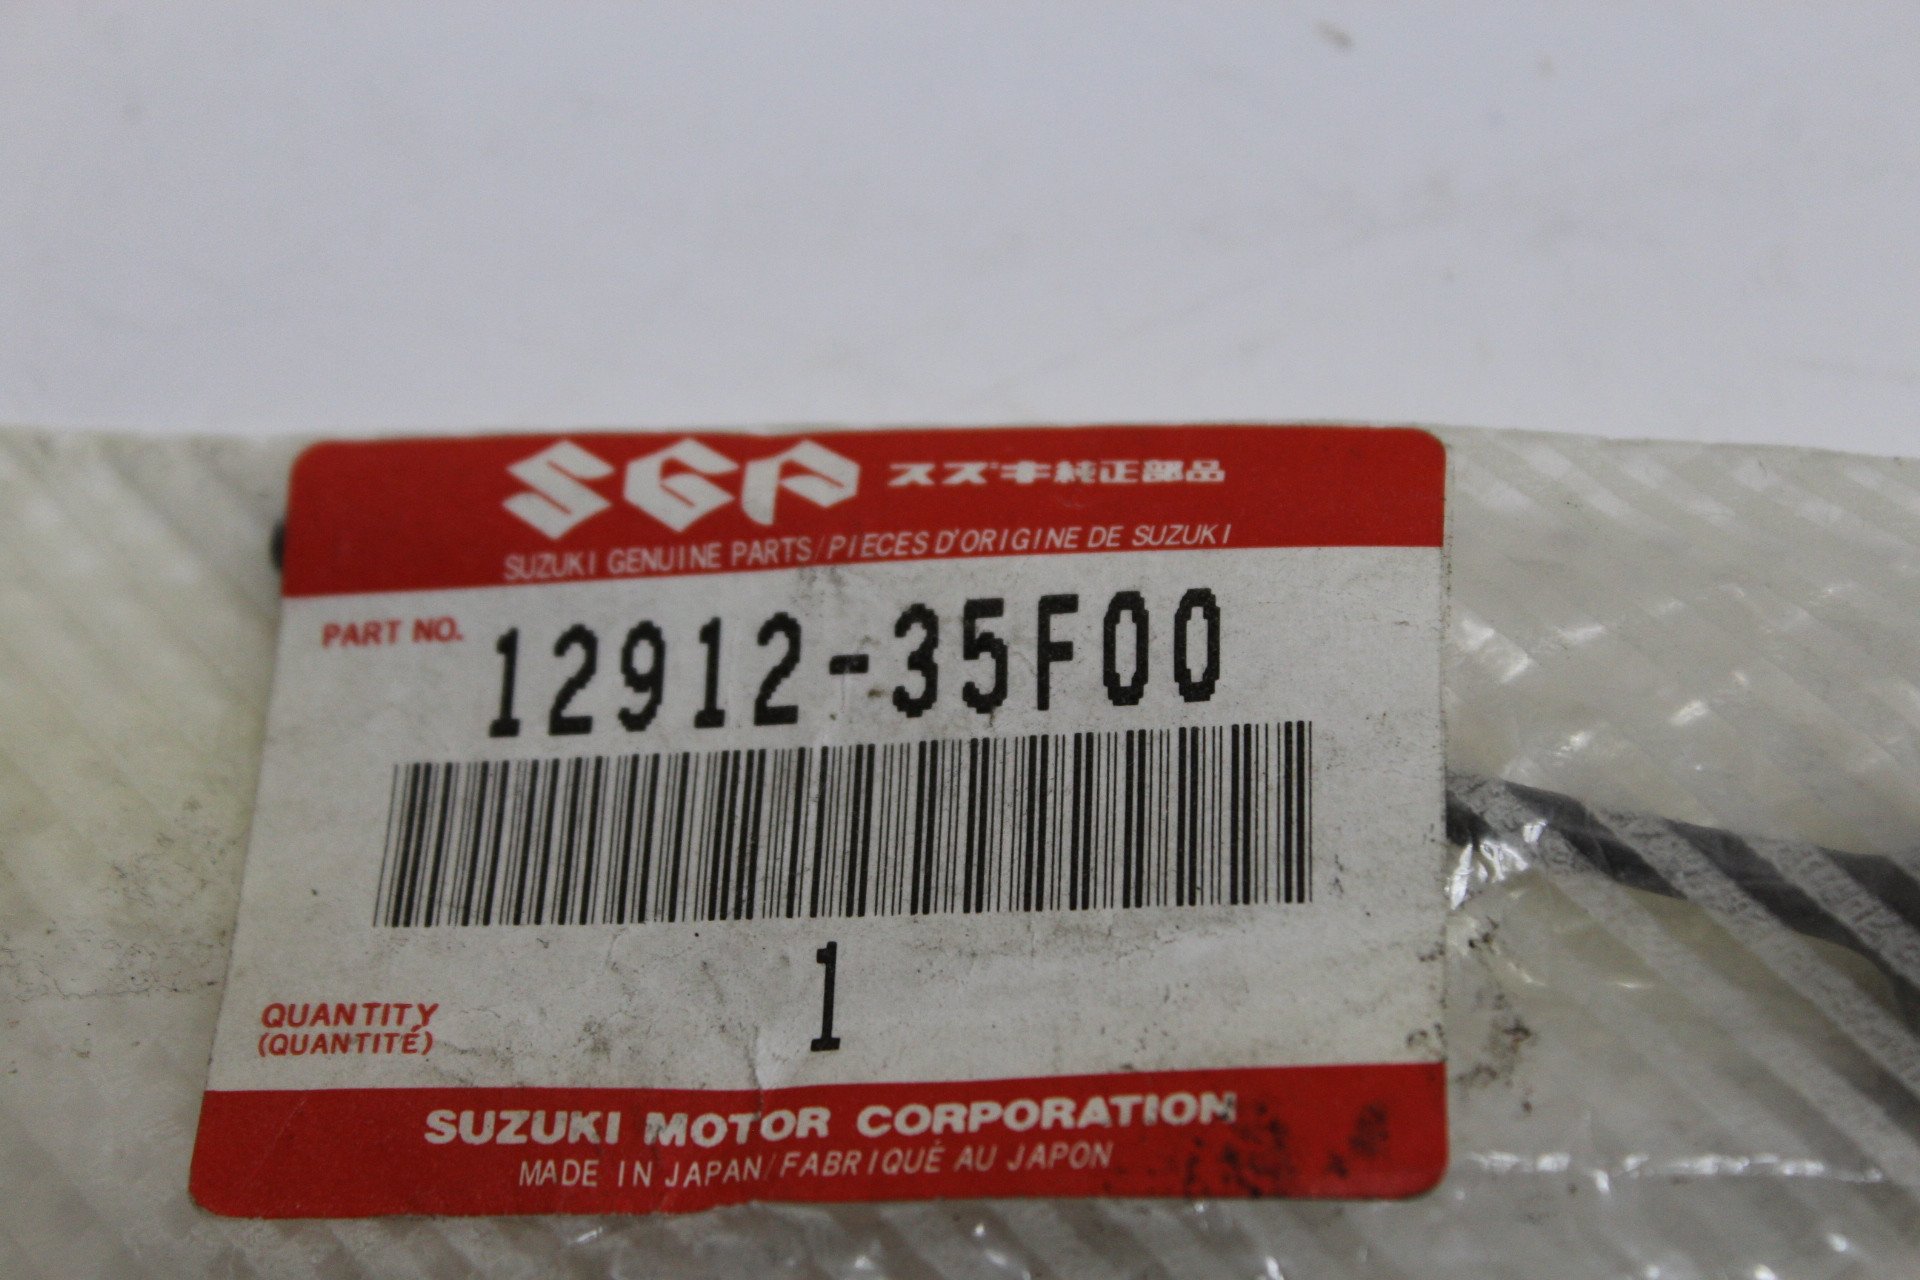 SGP スズキ純正部品
SUZUKI GENUINE PARTS/PIECES D'ORIGINE DE SUZUKI
PART NO. 12912-35F00
1
QUANTITY
(QUANTITÉ)
SUZUKI MOTOR CORPORATION
MADE IN JAPAN/FABRIQUÉ AU JAPON